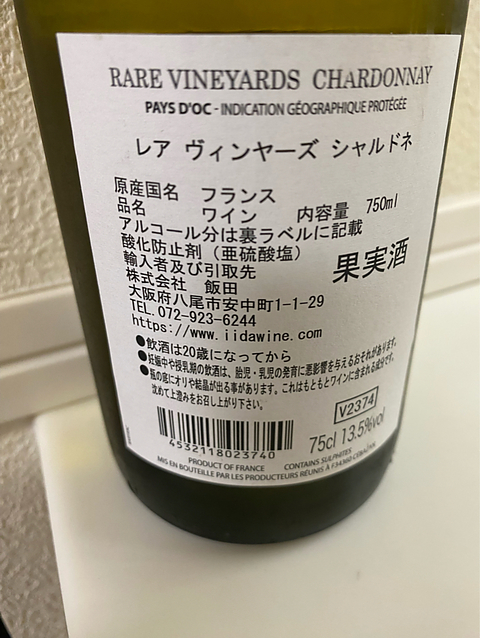 RARE VINEYARDS CHARDONNAY
PAYS D'OC - INDICATION GÉOGRAPHIQUE PROTÉGÉE
レア ヴィンヤーズ シャルドネ
原産国名 フランス
品名 ワイン 内容量 750ml
アルコール分は裏ラベルに記載
酸化防止剤（亜硫酸塩）
輸入者及び引取先 果実酒
株式会社 飯田
大阪府八尾市安中町1-1-29
TEL.072-923-6244
https://www.iidawine.com
●飲酒は20歳になってから
●妊娠中や授乳期の飲酒は、胎児・乳児の発育に悪影響を与えるおそれがあります。
●瓶の底にオリや結晶が出る事があります。これはもともとワインに含まれる成分です。
沈めて上澄みをお召し上がり下さい。
V2374
4532118023740
75cl 13.5%vol
PRODUCT OF FRANCE CONTAINS SULPHITES
MIS EN BOUTEILLE PAR LES PRODUCTEURS RÉUNIS À F34360